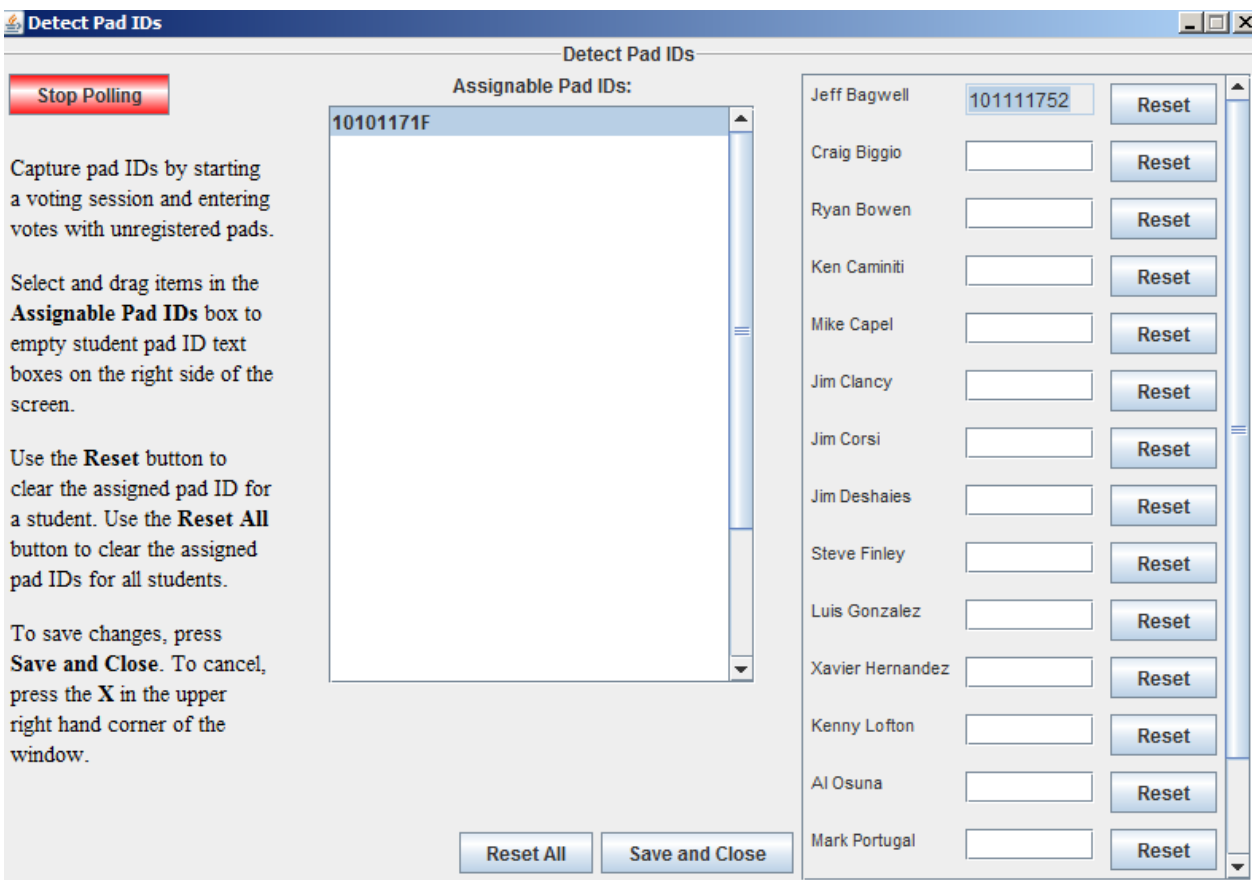 Detect Pad IDs
Detect Pad IDs
Stop Polling
Capture pad IDs by starting
a voting session and entering
votes with unregistered pads.
Select and drag items in the
Assignable Pad IDs box to
empty student pad ID text
boxes on the right side of the
screen.
Use the Reset button to
clear the assigned pad ID for
a student. Use the Reset All
button to clear the assigned
pad IDs for all students.
To save changes, press
Save and Close. To cancel,
press the X in the upper
right hand corner of the
window.
Assignable Pad IDs:
10101171F
Reset All Save and Close
Jeff Bagwell 101111752 Reset
Craig Biggio Reset
Ryan Bowen Reset
Ken Caminiti Reset
Mike Capel Reset
Jim Clancy Reset
Jim Corsi Reset
Jim Deshaies Reset
Steve Finley Reset
Luis Gonzalez Reset
Xavier Hernandez Reset
Kenny Lofton Reset
Al Osuna Reset
Mark Portugal Reset